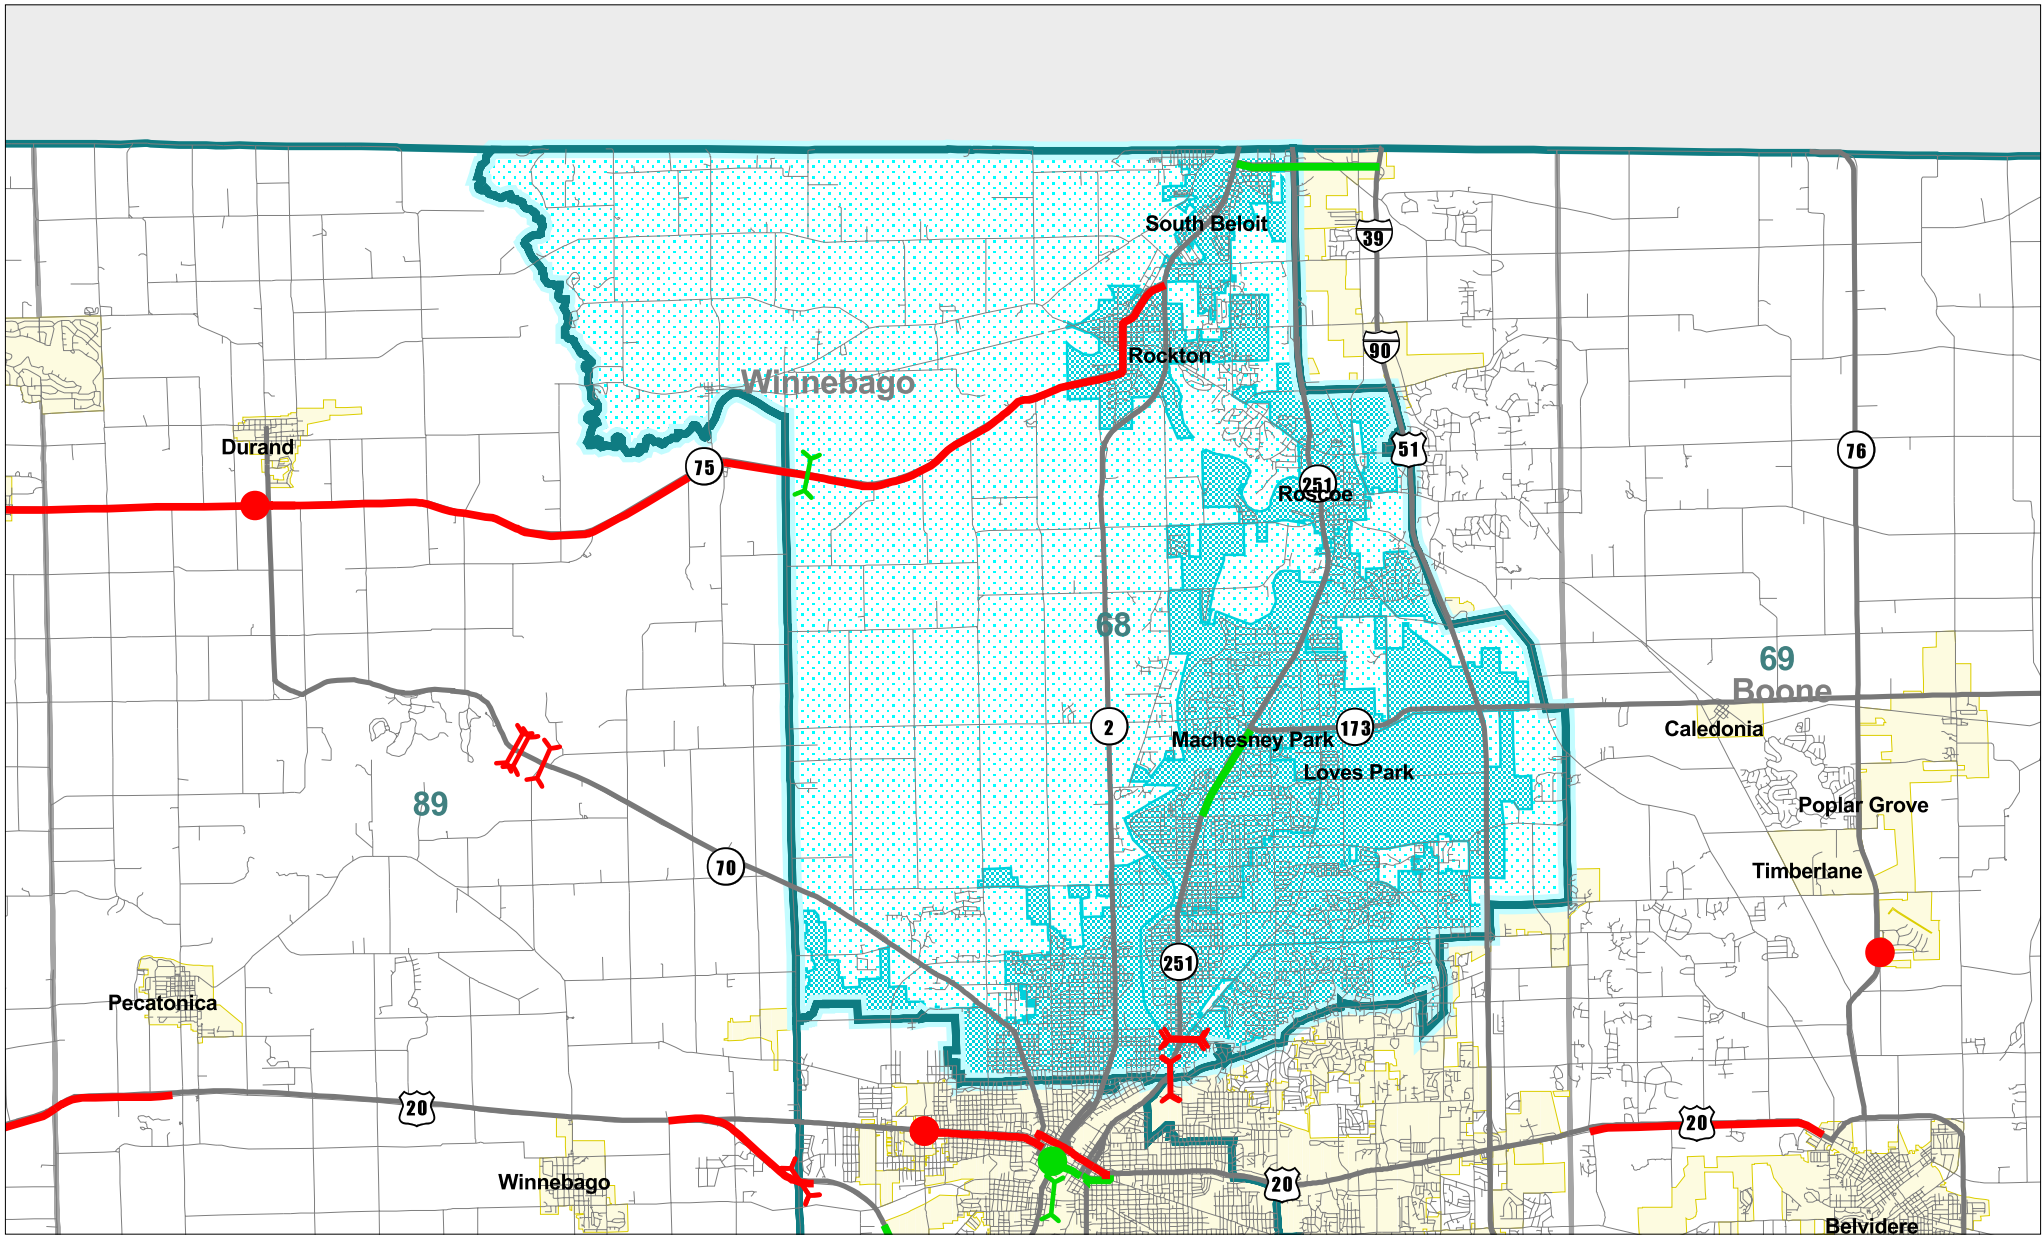 South Beloit
39
90
Rockton
Winnebago
Durand
51
76
75
251
Roscoe
68
69
Boone
2
173
Caledonia
Machesney Park
Loves Park
89
Poplar Grove
70
Timberlane
251
Pecatonica
20
20
Winnebago
20
Belvidere